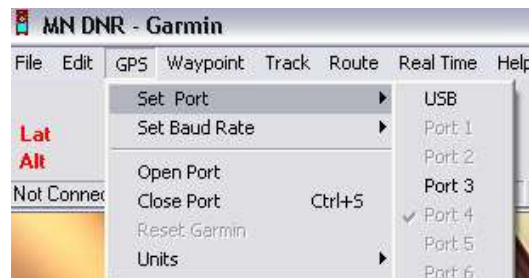 MN DNR - Garmin
File Edit GPS Waypoint Track Route Real Time Help
Set Port USB
Set Baud Rate Port 1
Lat
Port 2
Alt
Open Port Port 3
Not Connec
Close Port Ctrl+S Port 4
Reset Garmin Port 5
Units Port 6